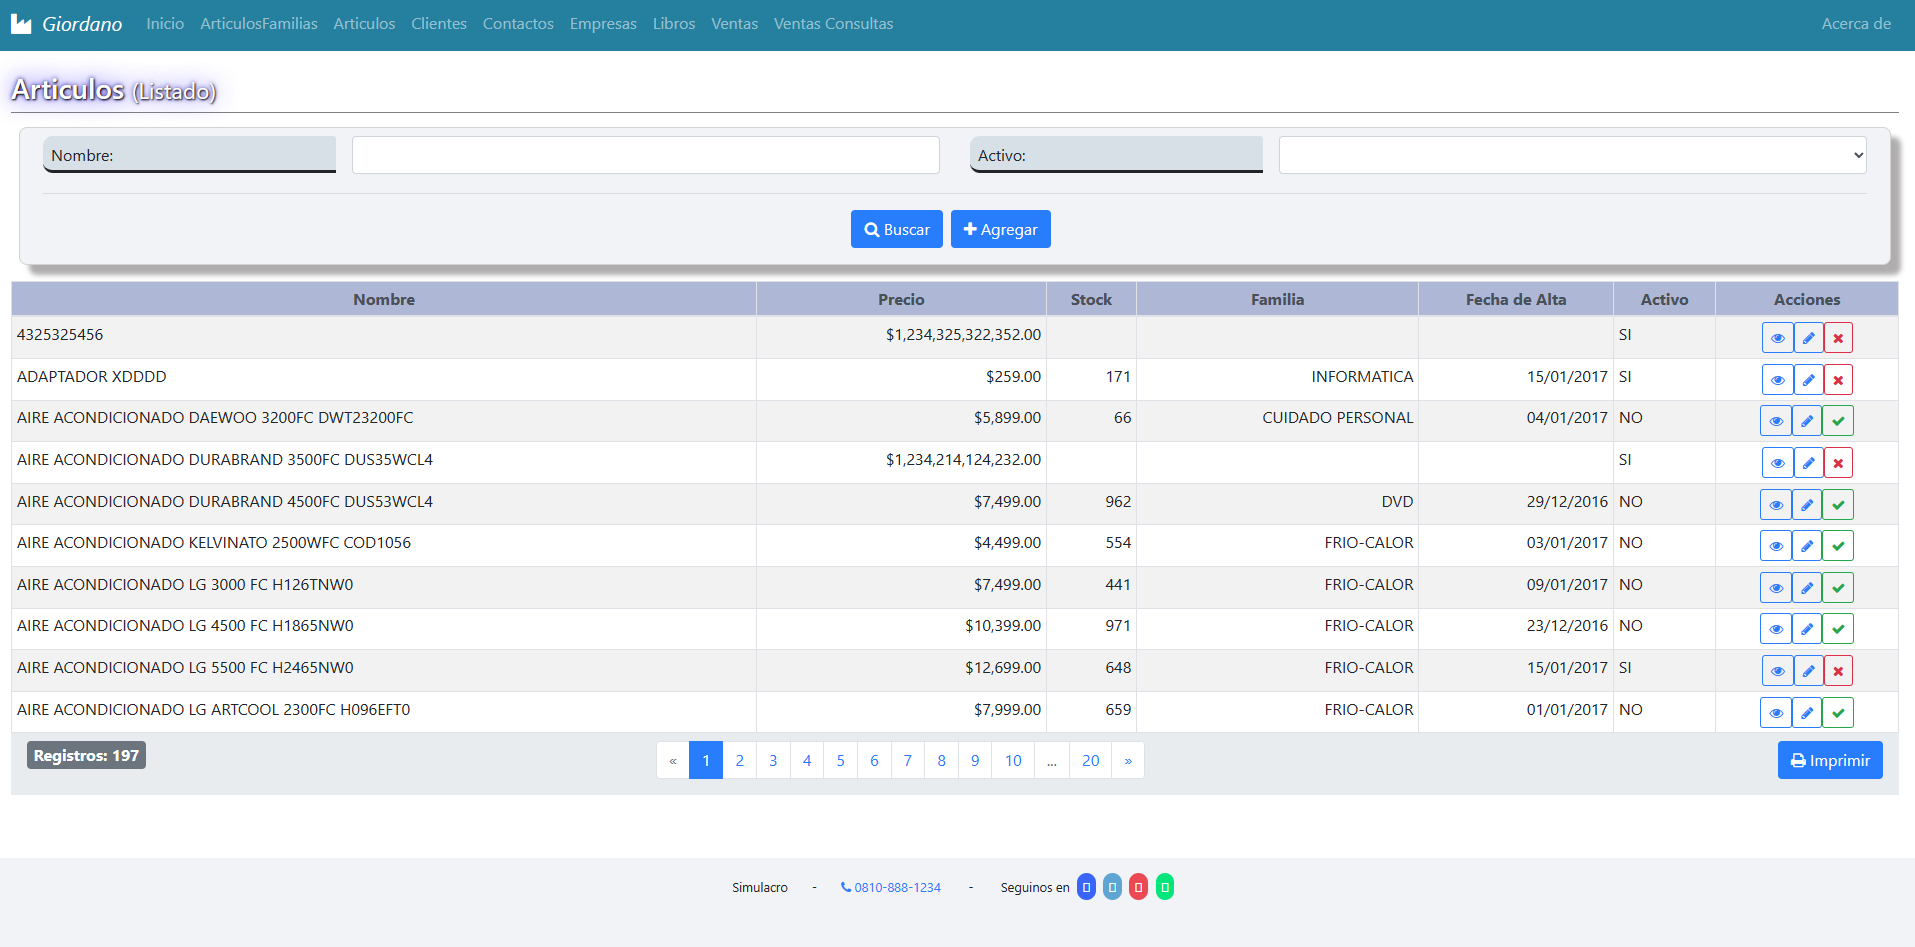 Giordano Inicio ArticulosFamilias Articulos Clientes Contactos Empresas Libros Ventas Ventas Consultas Acerca de
Articulos (Listado)
Nombre: Activo:
Buscar Agregar
Nombre Precio Stock Familia Fecha de Alta Activo Acciones
4325325456 $1,234,325,322,352.00 SI
ADAPTADOR XDDDD $259.00 171 INFORMATICA 15/01/2017 SI
AIRE ACONDICIONADO DAEWOO 3200FC DWT23200FC $5,899.00 66 CUIDADO PERSONAL 04/01/2017 NO
AIRE ACONDICIONADO DURABRAND 3500FC DUS35WCL4 $1,234,214,124,232.00 SI
AIRE ACONDICIONADO DURABRAND 4500FC DUS53WCL4 $7,499.00 962 DVD 29/12/2016 NO
AIRE ACONDICIONADO KELVINATO 2500WFC COD1056 $4,499.00 554 FRIO-CALOR 03/01/2017 NO
AIRE ACONDICIONADO LG 3000 FC H126TNW0 $7,499.00 441 FRIO-CALOR 09/01/2017 NO
AIRE ACONDICIONADO LG 4500 FC H1865NW0 $10,399.00 971 FRIO-CALOR 23/12/2016 NO
AIRE ACONDICIONADO LG 5500 FC H2465NW0 $12,699.00 648 FRIO-CALOR 15/01/2017 SI
AIRE ACONDICIONADO LG ARTCOOL 2300FC H096EFT0 $7,999.00 659 FRIO-CALOR 01/01/2017 NO
Registros: 197 « 1 2 3 4 5 6 7 8 9 10 ... 20 » Imprimir
Simulacro - 0810-888-1234 - Seguinos en